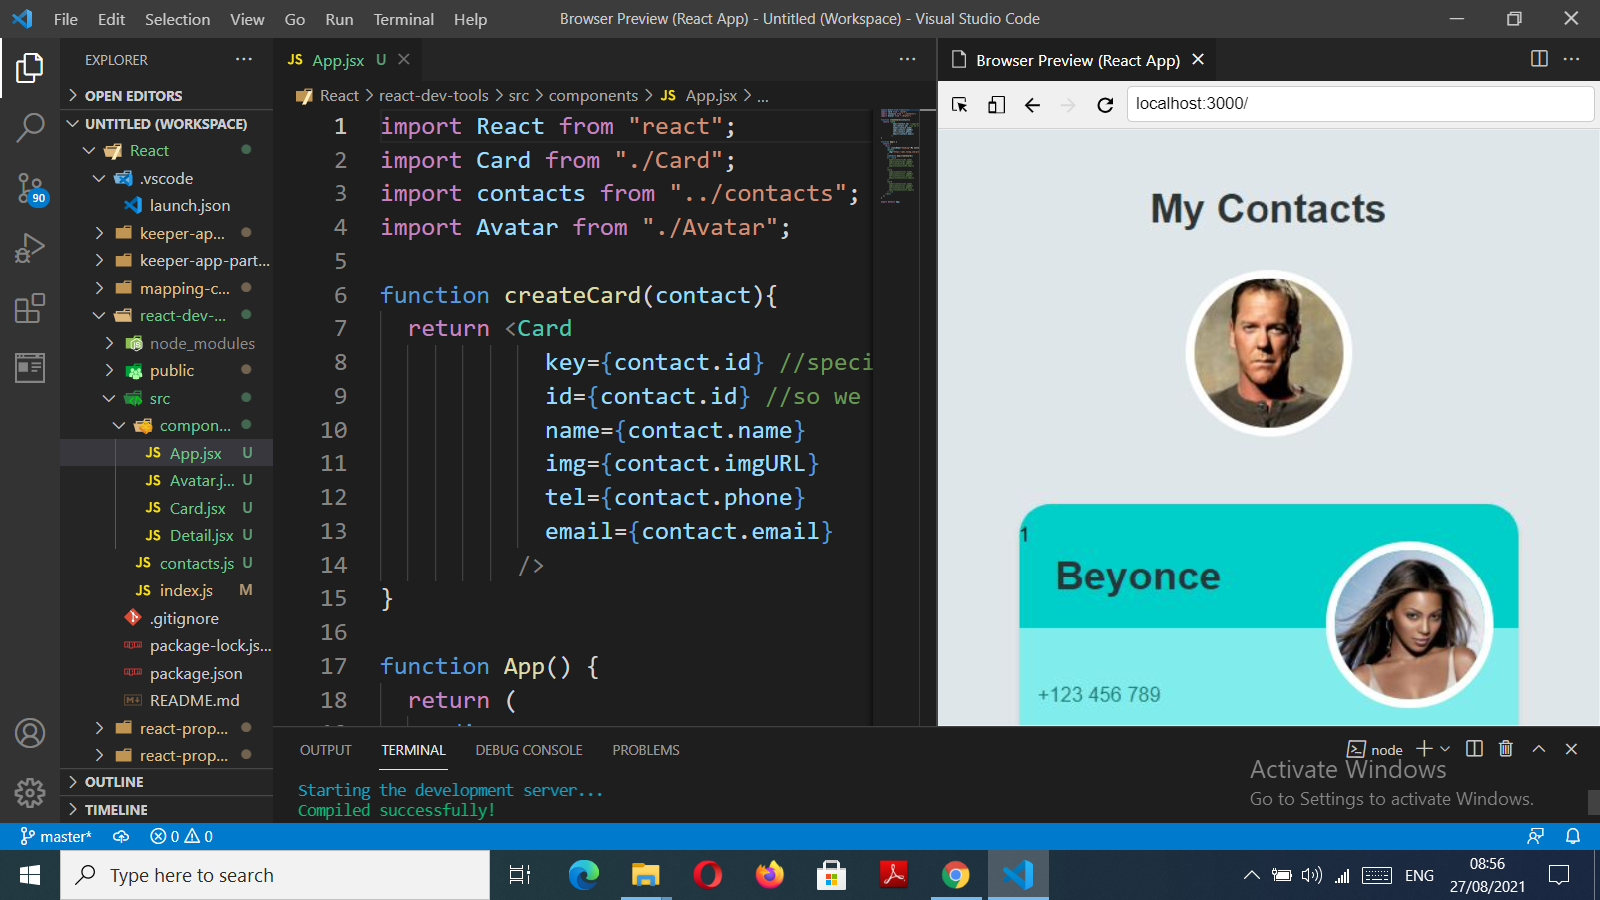 File Edit Selection View Go Run Terminal Help
Browser Preview (React App) - Untitled (Workspace) - Visual Studio Code
EXPLORER
OPEN EDITORS
UNTITLED (WORKSPACE)
React
.vscode
launch.json
keeper-ap...
keeper-app-part...
mapping-c...
react-dev-...
node_modules
public
src
compon...
JS App.jsx U
JS Avatar.j... U
JS Card.jsx U
JS Detail.jsx U
JS contacts.js U
JS index.js M
.gitignore
package-lock.js...
package.json
README.md
react-prop...
react-prop...
OUTLINE
TIMELINE
90
JS App.jsx U
React > react-dev-tools > src > components > JS App.jsx > ...
1 import React from "react";
2 import Card from "./Card";
3 import contacts from "../contacts";
4 import Avatar from "./Avatar";
5
6 function createCard(contact){
7 return <Card
8 key={contact.id} //speci
9 id={contact.id} //so we
10 name={contact.name}
11 img={contact.imgURL}
12 tel={contact.phone}
13 email={contact.email}
14 />
15 }
16
17 function App() {
18 return (
Browser Preview (React App)
localhost:3000/
My Contacts
1
Beyonce
+123 456 789
OUTPUT TERMINAL DEBUG CONSOLE PROBLEMS
node
Starting the development server...
Compiled successfully!
Activate Windows
Go to Settings to activate Windows.
master* 0 0
Type here to search
ENG
08:56
27/08/2021